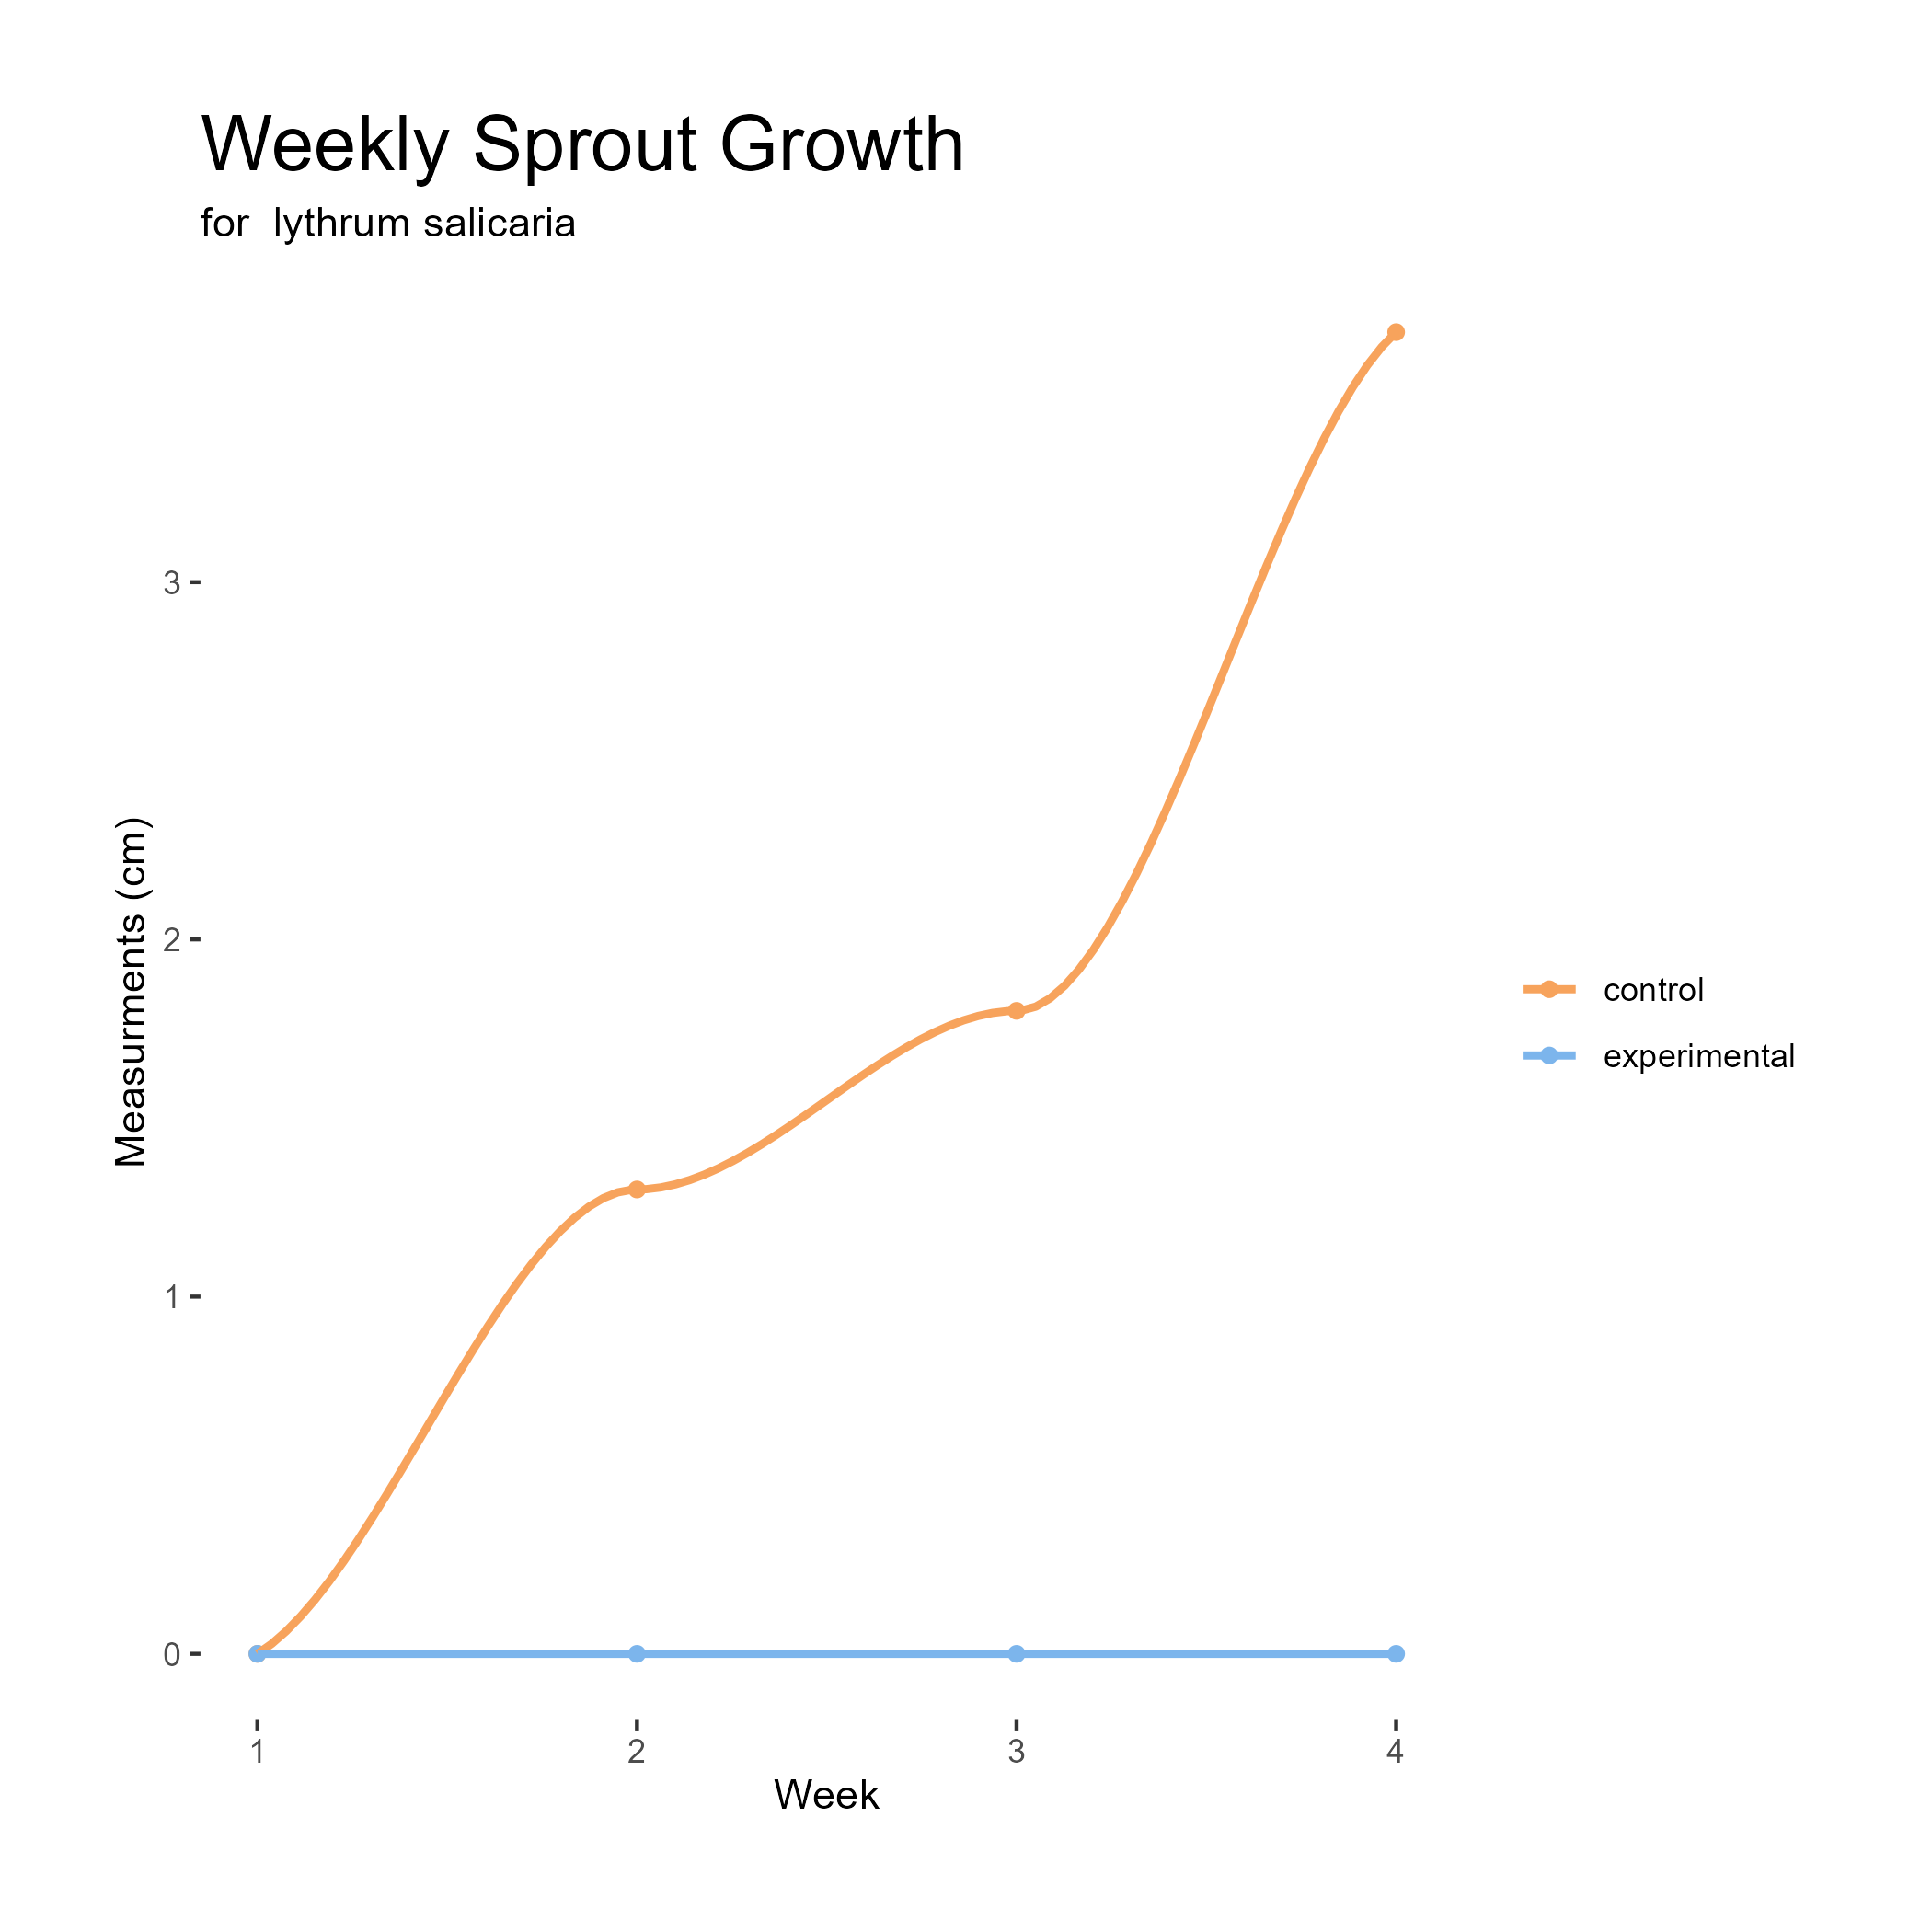 Weekly Sprout Growth
for  lythrum salicaria
Measurments (cm)
3
2
1
0
control
experimental
1 2 3 4
Week